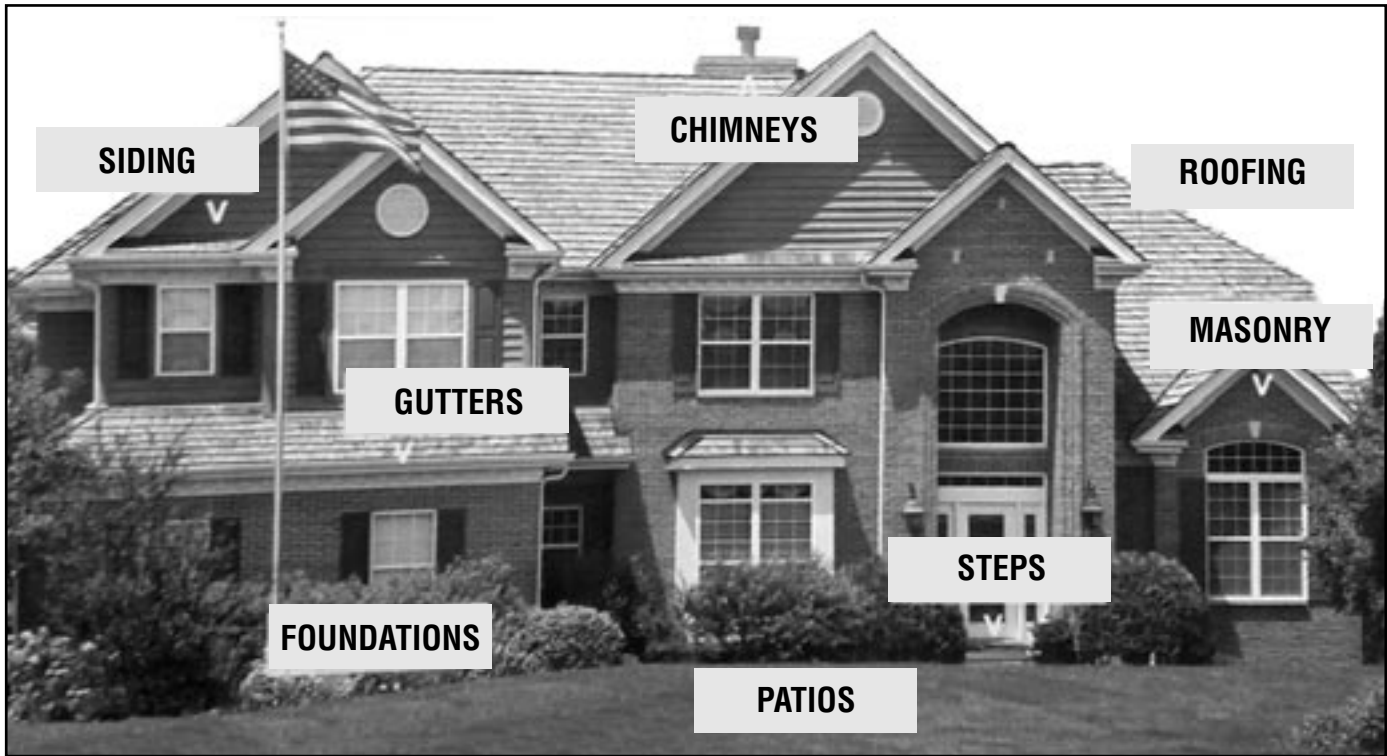 CHIMNEYS
SIDING
ROOFING
MASONRY
GUTTERS
STEPS
FOUNDATIONS
PATIOS